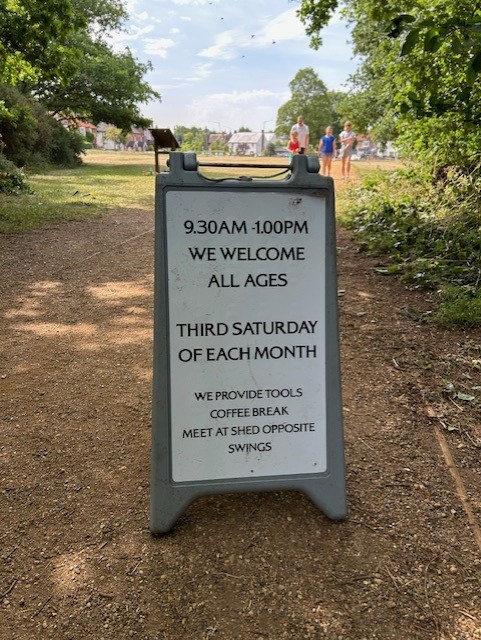 9.30AM -1.00PM
WE WELCOME
ALL AGES
THIRD SATURDAY
OF EACH MONTH
WE PROVIDE TOOLS
COFFEE BREAK
MEET AT SHED OPPOSITE
SWINGS